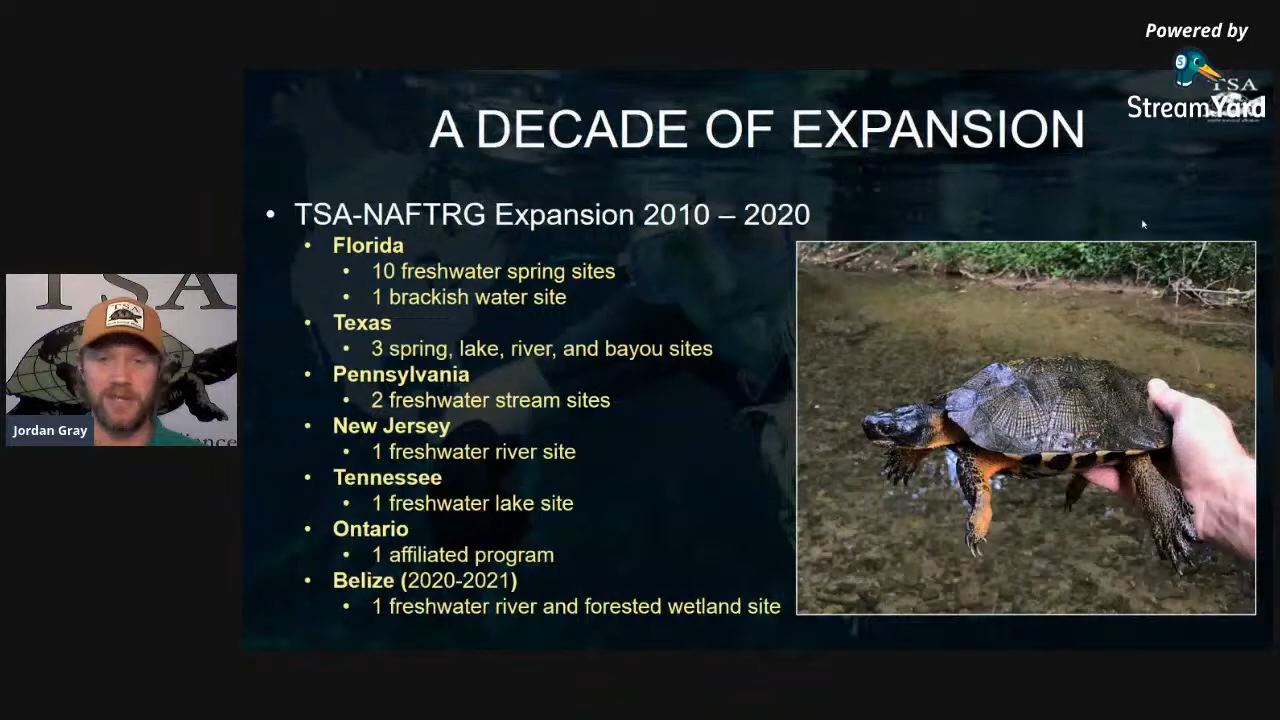 Powered by
StreamYard
TSA
A DECADE OF EXPANSION
• TSA-NAFTRG Expansion 2010 – 2020
• Florida
• 10 freshwater spring sites
• 1 brackish water site
• Texas
• 3 spring, lake, river, and bayou sites
• Pennsylvania
• 2 freshwater stream sites
• New Jersey
• 1 freshwater river site
• Tennessee
• 1 freshwater lake site
• Ontario
• 1 affiliated program
• Belize (2020-2021)
• 1 freshwater river and forested wetland site
TSA
TSA
Jordan Gray